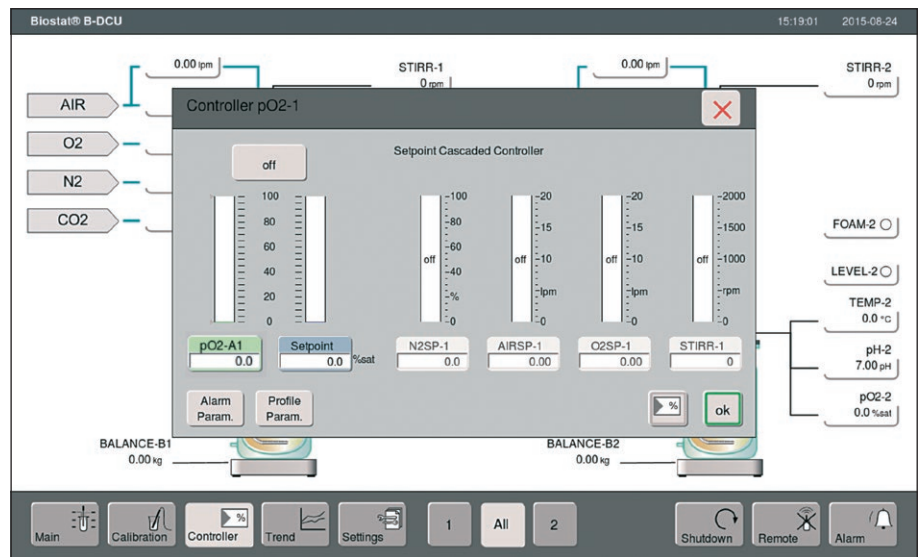 Biostat® B-DCU 15:19:01 2015-08-24
0.00 lpm STIRR-1 0.00 lpm STIRR-2
0 rpm 0 rpm
AIR
O2
N2
CO2
Controller pO2-1
off Setpoint Cascaded Controller
100 100 20 20 2000
80 80 15 15 1500
60 60
off off 10 off 10 off 1000
40 40
20 % lpm lpm rpm
0 0 0 0 0
pO2-A1 Setpoint N2SP-1 AIRSP-1 O2SP-1 STIRR-1
0.0 0.0 %sat 0.0 0.00 0.00 0
Alarm Param. Profile Param. % ok
FOAM-2
LEVEL-2
TEMP-2
0.0 °C
pH-2
7.00 pH
pO2-2
0.0 %sat
BALANCE-B1 BALANCE-B2
0.00 kg 0.00 kg
Main Calibration % Controller Trend % Settings 1 All 2 Shutdown Remote Alarm